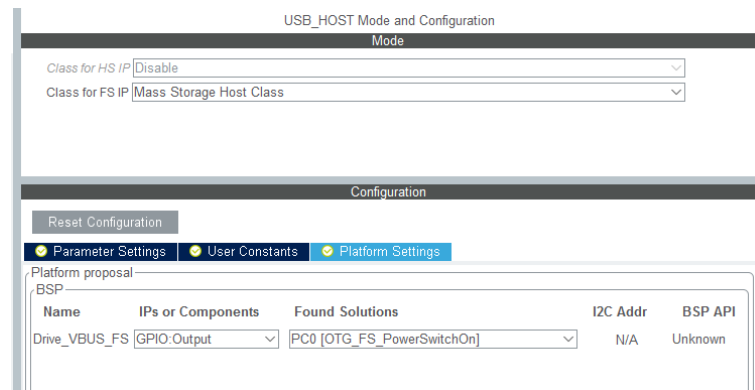 USB_HOST Mode and Configuration
Mode
Class for HS IP Disable
Class for FS IP Mass Storage Host Class
Configuration
Reset Configuration
Parameter Settings User Constants Platform Settings
Platform proposal
BSP
Name IPs or Components Found Solutions I2C Addr BSP API
Drive_VBUS_FS GPIO:Output PC0 [OTG_FS_PowerSwitchOn] N/A Unknown